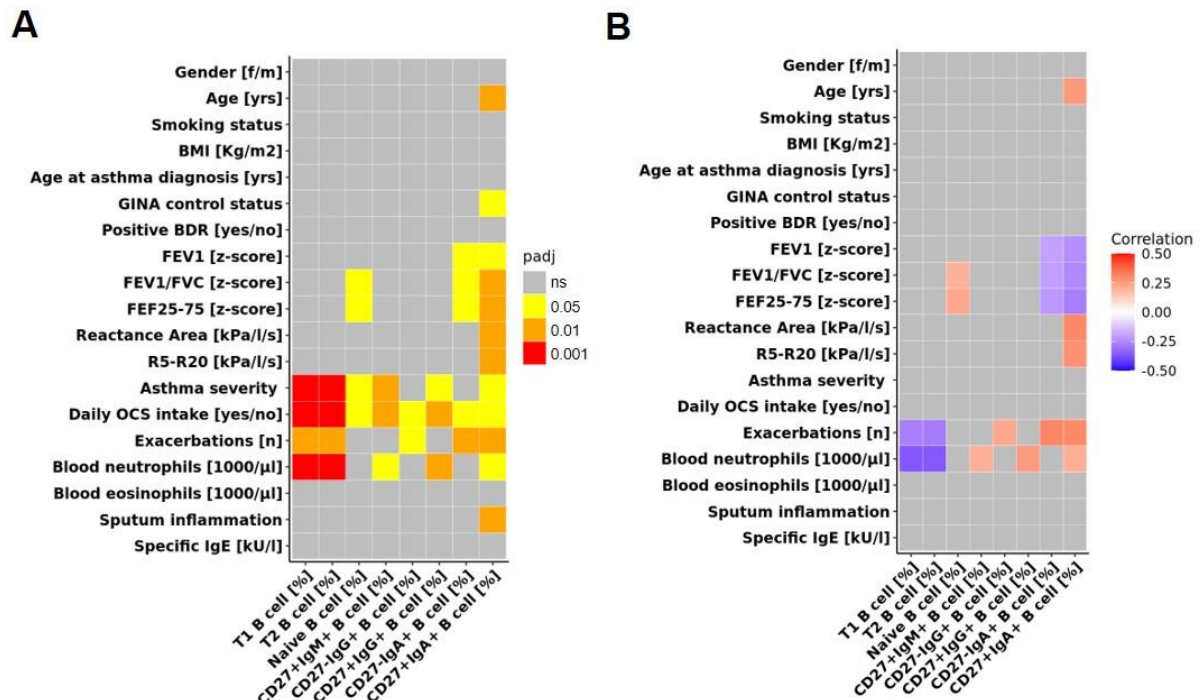 A
Gender [f/m]
Age [yrs]
Smoking status
BMI [Kg/m2]
Age at asthma diagnosis [yrs]
GINA control status
Positive BDR [yes/no]
FEV1 [z-score]
FEV1/FVC [z-score]
FEF25-75 [z-score]
Reactance Area [kPa/l/s]
R5-R20 [kPa/l/s]
Asthma severity
Daily OCS intake [yes/no]
Exacerbations [n]
Blood neutrophils [1000/µl]
Blood eosinophils [1000/µl]
Sputum inflammation
Specific IgE [kU/l]
T1 B cell [%]
T2 B cell [%]
Naive B cell [%]
CD27+IgM+ B cell [%]
CD27-IgG+ B cell [%]
CD27+IgG+ B cell [%]
CD27-IgA+ B cell [%]
CD27+IgA+ B cell [%]
padj
ns
0.05
0.01
0.001
B
Gender [f/m]
Age [yrs]
Smoking status
BMI [Kg/m2]
Age at asthma diagnosis [yrs]
GINA control status
Positive BDR [yes/no]
FEV1 [z-score]
FEV1/FVC [z-score]
FEF25-75 [z-score]
Reactance Area [kPa/l/s]
R5-R20 [kPa/l/s]
Asthma severity
Daily OCS intake [yes/no]
Exacerbations [n]
Blood neutrophils [1000/µl]
Blood eosinophils [1000/µl]
Sputum inflammation
Specific IgE [kU/l]
T1 B cell [%]
T2 B cell [%]
Naive B cell [%]
CD27+IgM+ B cell [%]
CD27-IgG+ B cell [%]
CD27+IgG+ B cell [%]
CD27-IgA+ B cell [%]
CD27+IgA+ B cell [%]
Correlation
0.50
0.25
0.00
-0.25
-0.50